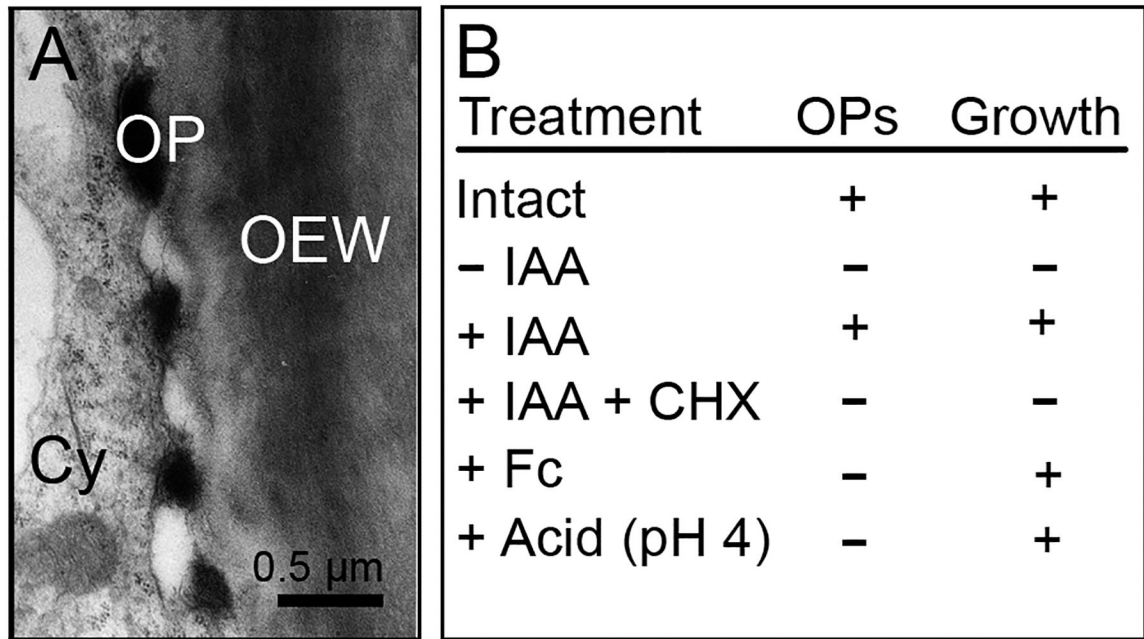 A
OP
OEW
Cy
0.5 µm
B
Treatment OPs Growth
Intact + +
– IAA – –
+ IAA + +
+ IAA + CHX – –
+ Fc – +
+ Acid (pH 4) – +